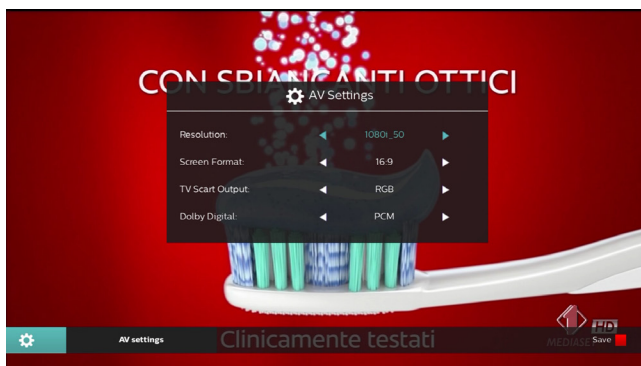 CON SBIANCANTI OTTICI
AV Settings
Resolution: 1080i_50
Screen Format: 16:9
TV Scart Output: RGB
Dolby Digital: PCM
Clinicamente testati
AV settings
HD
MEDIASET
Save